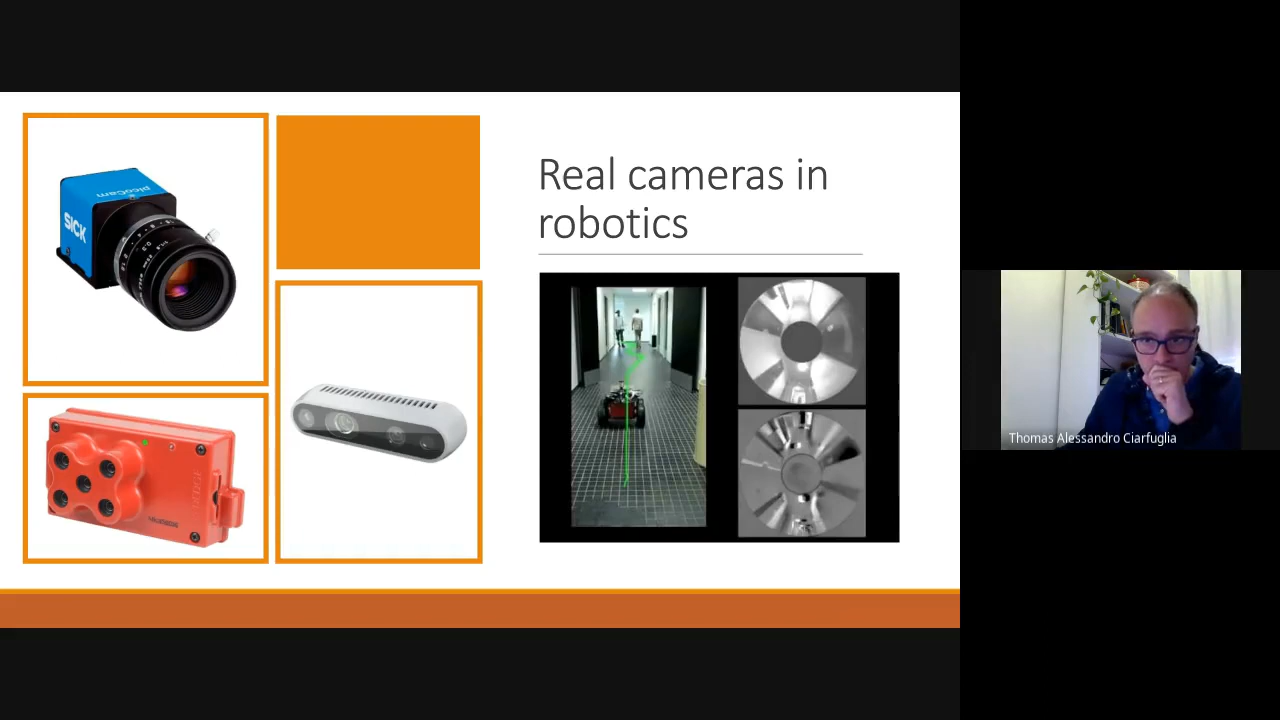 Real cameras in
robotics
picoCam
SICK
Thomas Alessandro Ciarfuglia